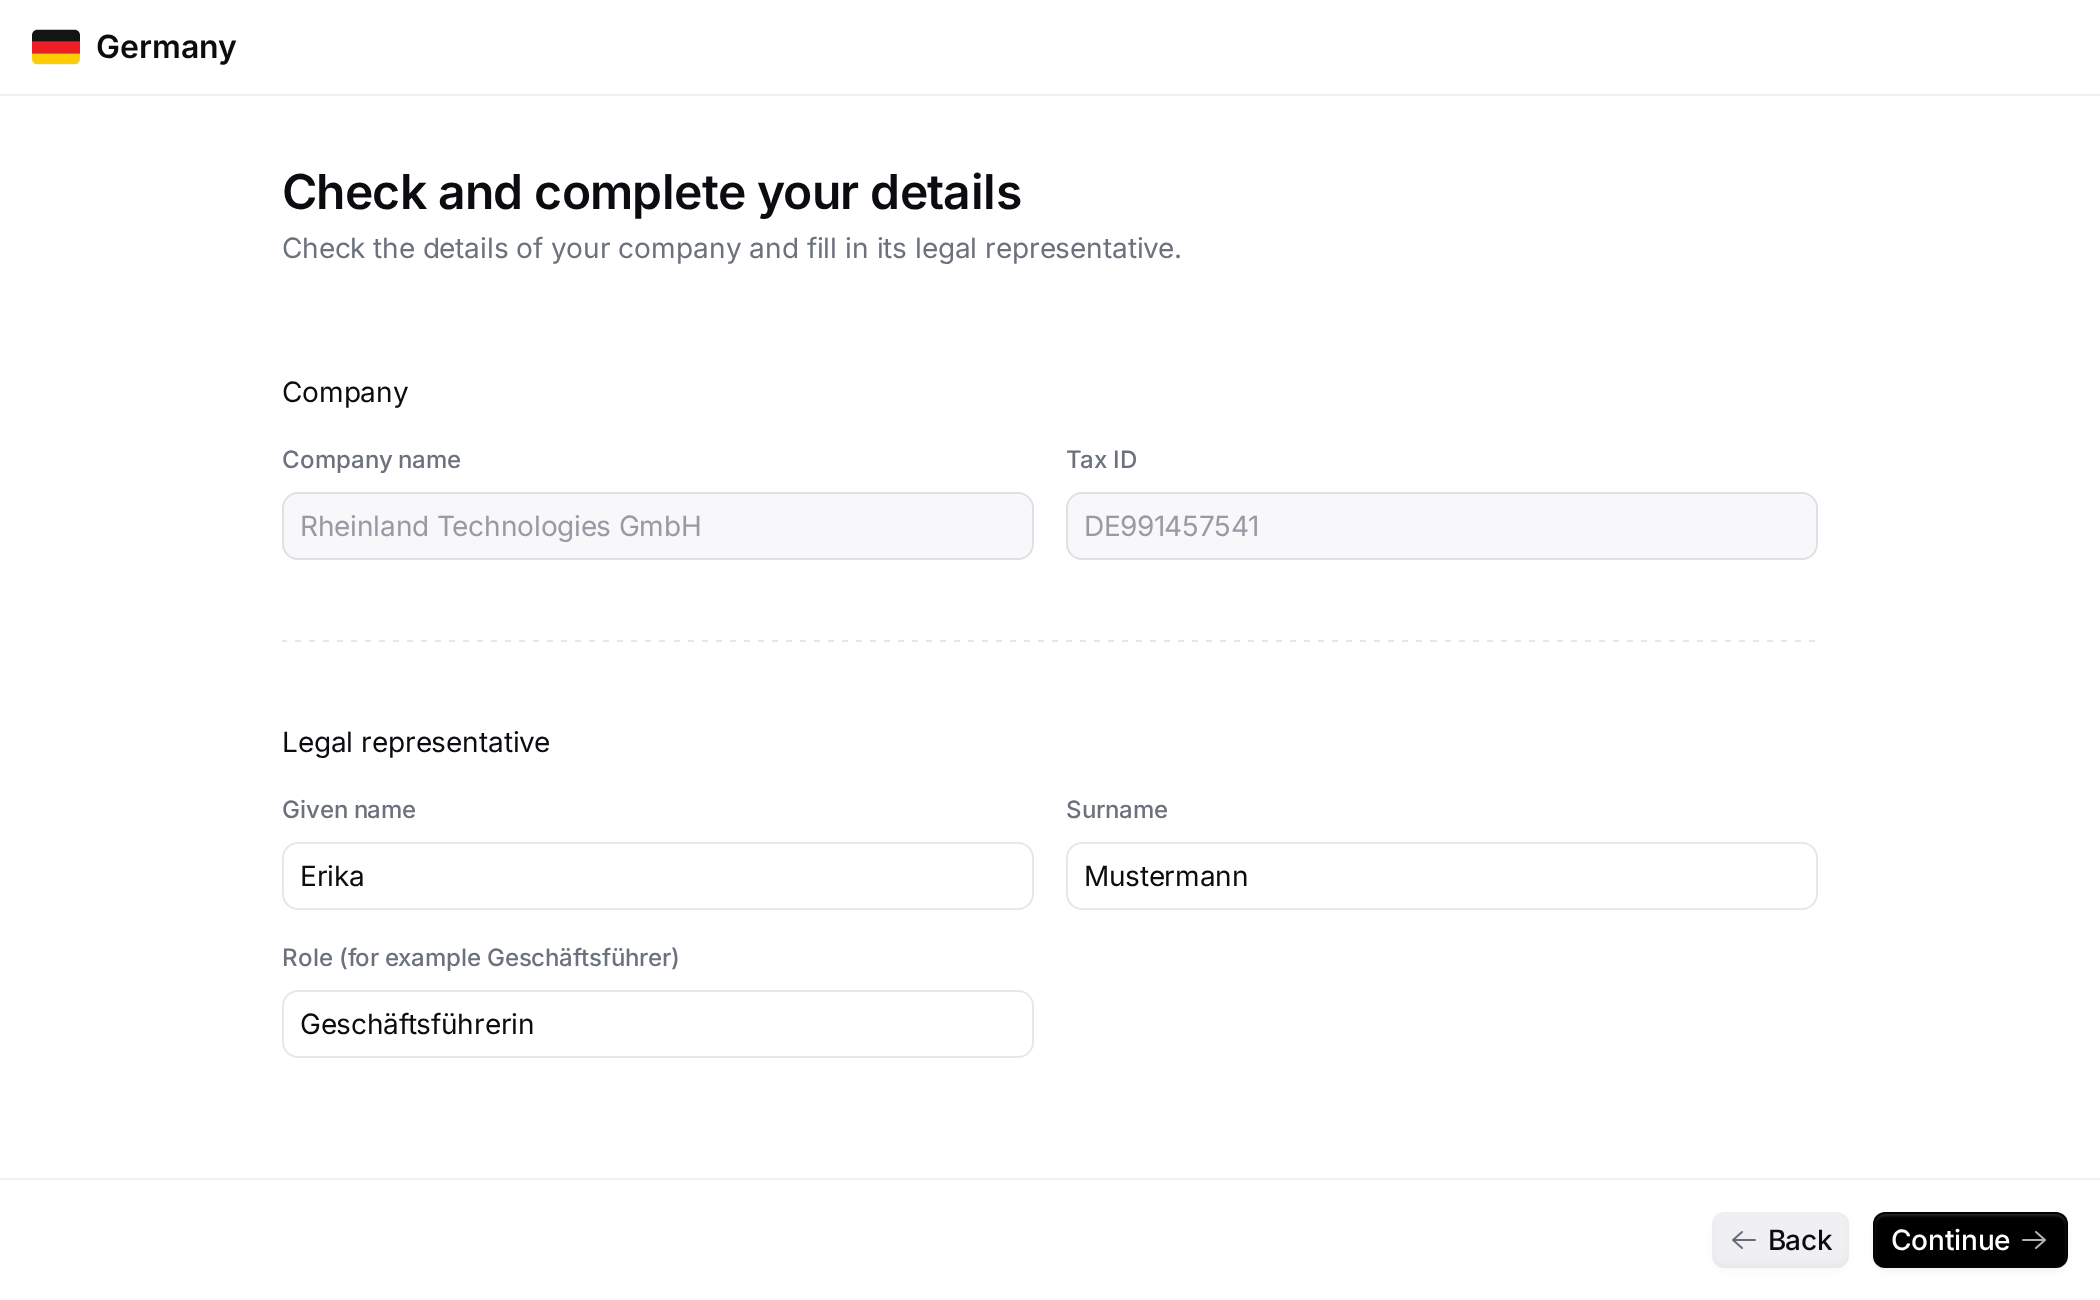 Germany
Check and complete your details
Check the details of your company and fill in its legal representative.
Company
Company name
Tax ID
Rheinland Technologies GmbH
DE991457541
Legal representative
Given name
Surname
Erika
Mustermann
Role (for example Geschäftsführer)
Geschäftsführerin
Back
Continue